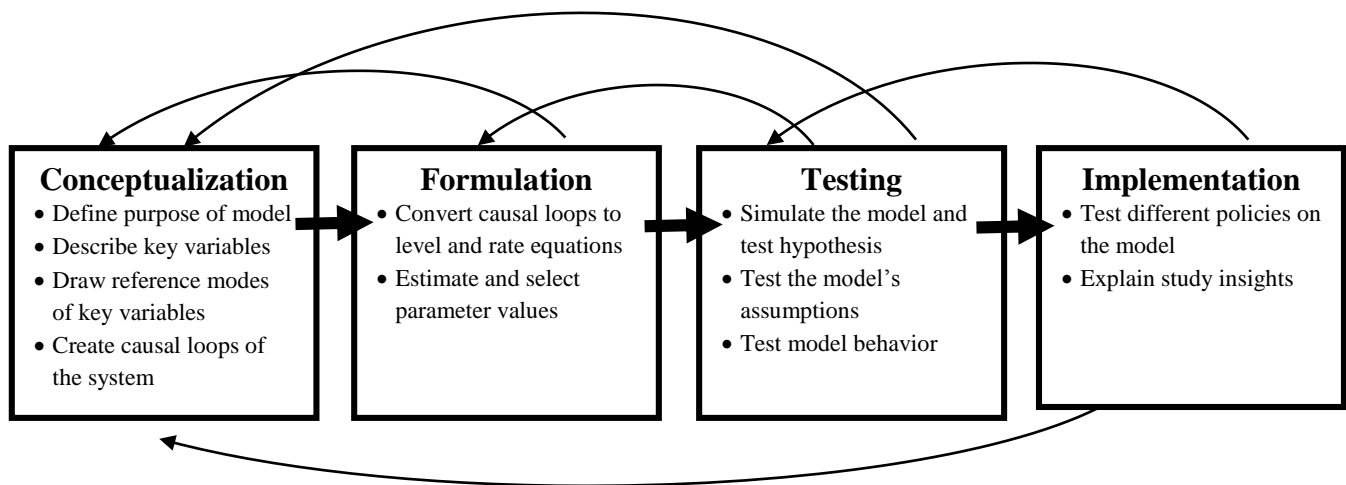 Conceptualization
• Define purpose of model
• Describe key variables
• Draw reference modes
of key variables
• Create causal loops of
the system
Formulation
• Convert causal loops to
level and rate equations
• Estimate and select
parameter values
Testing
• Simulate the model and
test hypothesis
• Test the model’s
assumptions
• Test model behavior
Implementation
• Test different policies on
the model
• Explain study insights